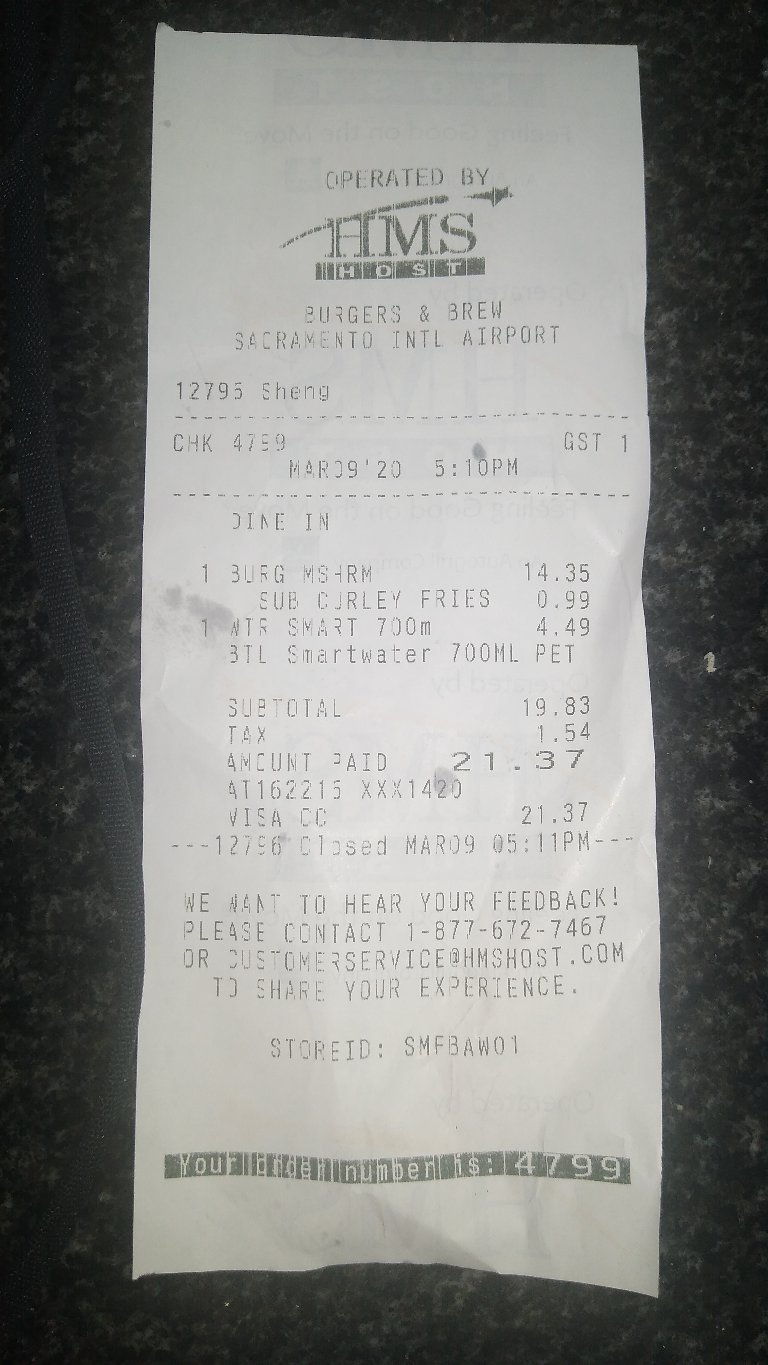 OPERATED BY
HMS
HOST
BURGERS & BREW
SACRAMENTO INTL AIRPORT
12795 Sheng
CHK 4799 GST 1
MAR09'20 5:10PM
DINE IN
1 BURG MSHRM 14.35
SUB CURLEY FRIES 0.99
1 WTR SMART 700m 4.49
BTL Smartwater 700ML PET
SUBTOTAL 19.83
TAX 1.54
AMOUNT PAID 21.37
AT162215 XXX1420
VISA CC 21.37
---12796 Closed MAR09 05:11PM---
WE WANT TO HEAR YOUR FEEDBACK!
PLEASE CONTACT 1-877-672-7467
OR CUSTOMERSERVICE@HMSHOST.COM
TO SHARE YOUR EXPERIENCE.
STOREID: SMFBAW01
Your order number is: 4799